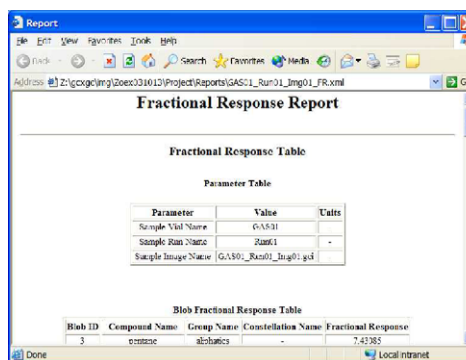 Report
File Edit View Favorites Tools Help
Back Search Favorites Media
Address Z:\gcxgc\img\Zoex031013\Project\Reports\GAS01_Run01_Img01_FR.xml G
Fractional Response Report
Fractional Response Table
Parameter Table
Parameter Value Units
Sample Vial Name GAS01
Sample Run Name Run01 -
Sample Image Name GAS01_Run01_Img01.gci
Blob Fractional Response Table
Blob ID Compound Name Group Name Constellation Name Fractional Response
3 pentane aliphatics - 7.43385
Done Local intranet